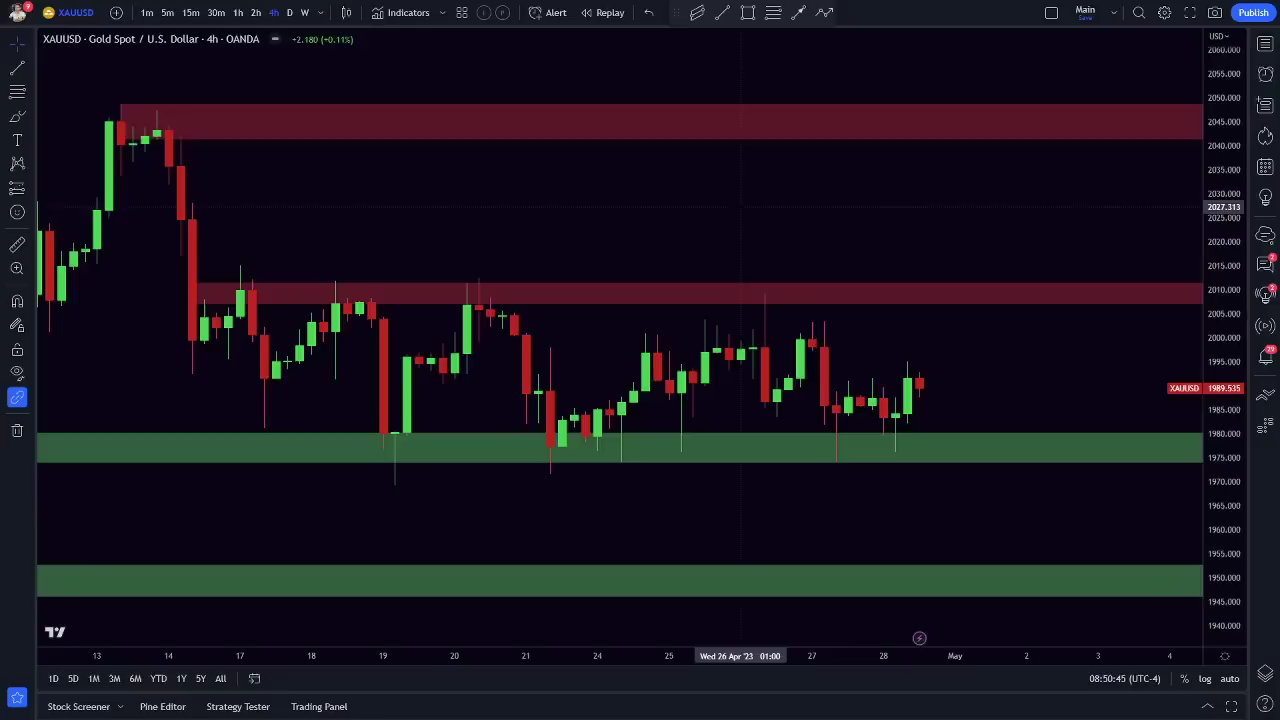 9
XAUUSD
1m 5m 15m 30m 1h 2h 4h D W
Indicators
Alert
Replay
Main
Save
Publish
XAUUSD · Gold Spot / U.S. Dollar · 4h · OANDA
+2.180 (+0.11%)
USD
2060.000
2055.000
2050.000
2045.000
2040.000
2035.000
2030.000
2027.313
2025.000
2020.000
2015.000
2010.000
2005.000
2000.000
1995.000
XAUUSD 1989.535
1985.000
1980.000
1975.000
1970.000
1965.000
1960.000
1955.000
1950.000
1945.000
1940.000
2
2
29
13 14 17 18 19 20 21 24 25 Wed 26 Apr '23 01:00 27 28 May 2 3 4
1D 5D 1M 3M 6M YTD 1Y 5Y All
08:50:45 (UTC-4) % log auto
Stock Screener Pine Editor Strategy Tester Trading Panel